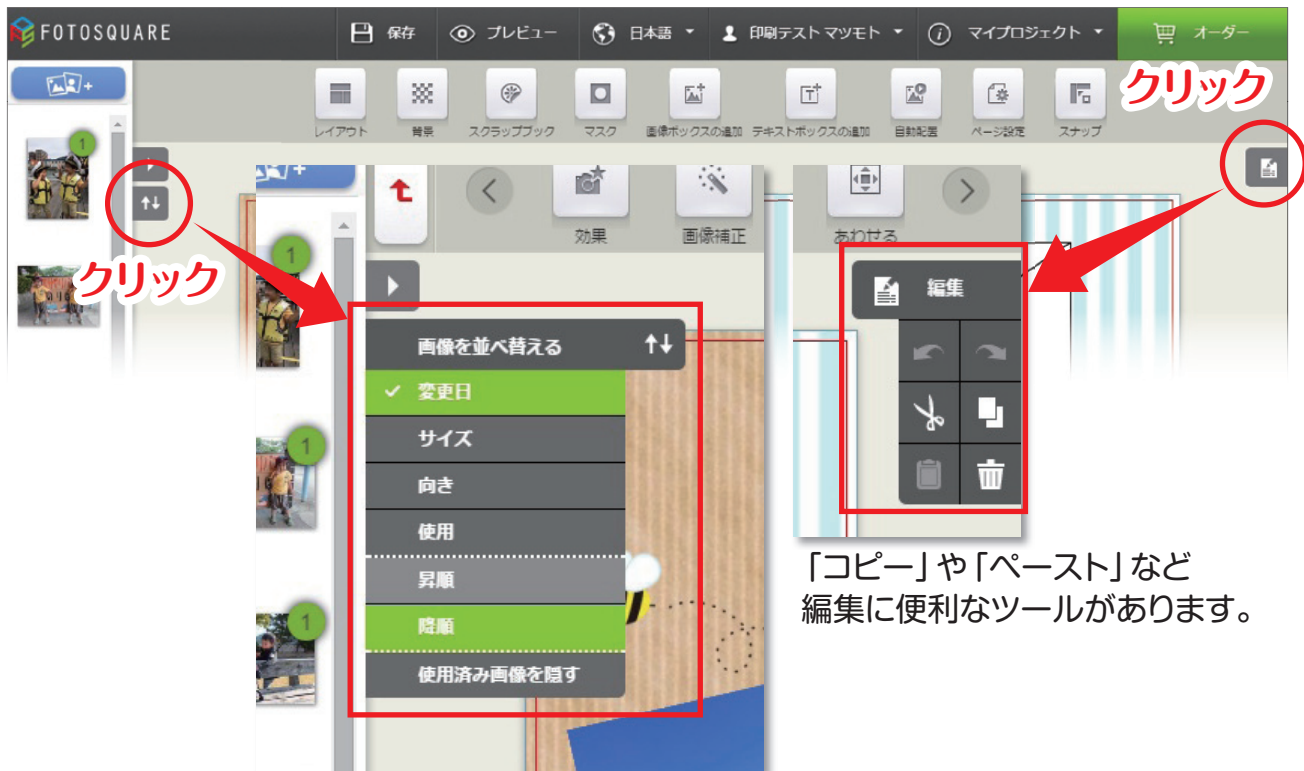 FOTOSQUARE
保存
プレビュー
日本語
印刷テスト マツモト
マイプロジェクト
オーダー
レイアウト
背景
スクラップブック
マスク
画像ボックスの追加
テキストボックスの追加
自動配置
ページ設定
スナップ
クリック
1
クリック
効果
画像補正
あわせる
1
画像を並べ替える
変更日
サイズ
向き
使用
昇順
降順
使用済み画像を隠す
1
1
編集
「コピー」や「ペースト」など
編集に便利なツールがあります。